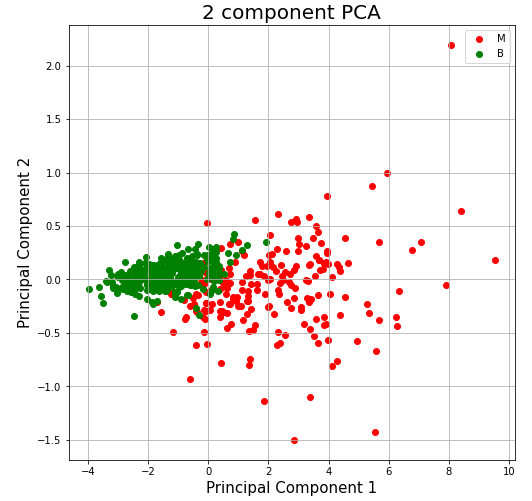 2 component PCA
M
B
Principal Component 2
2.0
1.5
1.0
0.5
0.0
−0.5
−1.0
−1.5
−4 −2 0 2 4 6 8 10
Principal Component 1